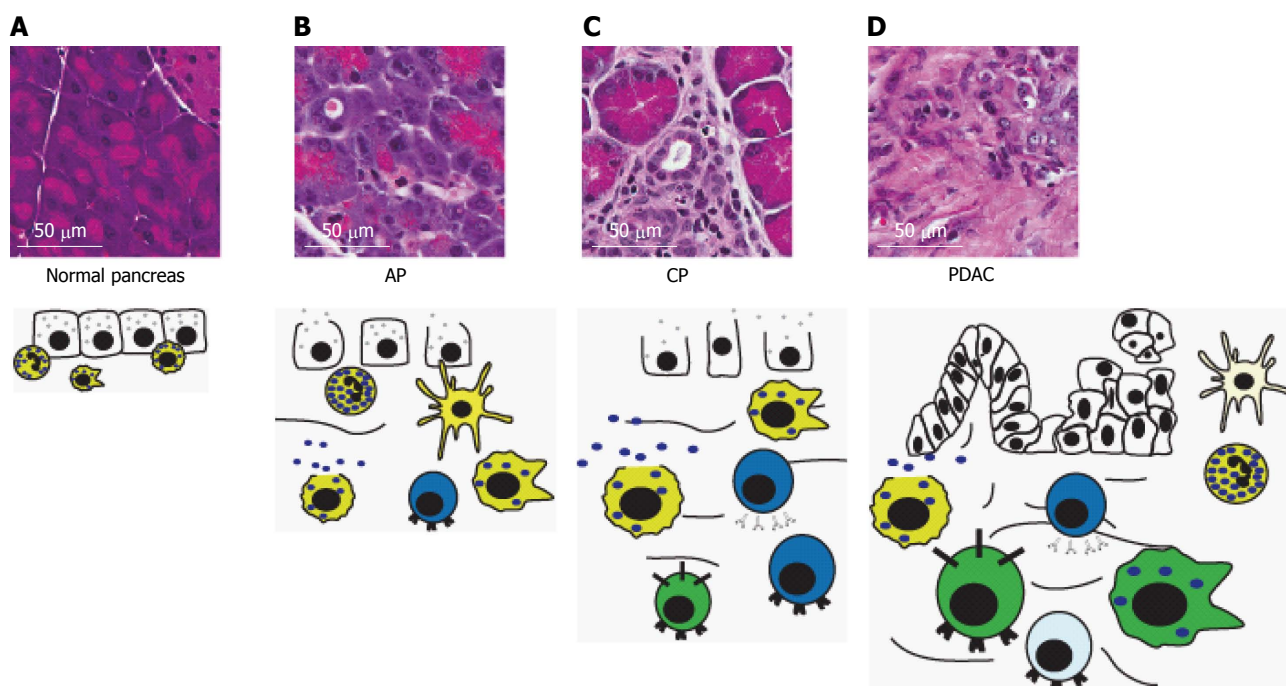 A
B
C
D
50 μm
50 μm
50 μm
50 μm
Normal pancreas
AP
CP
PDAC